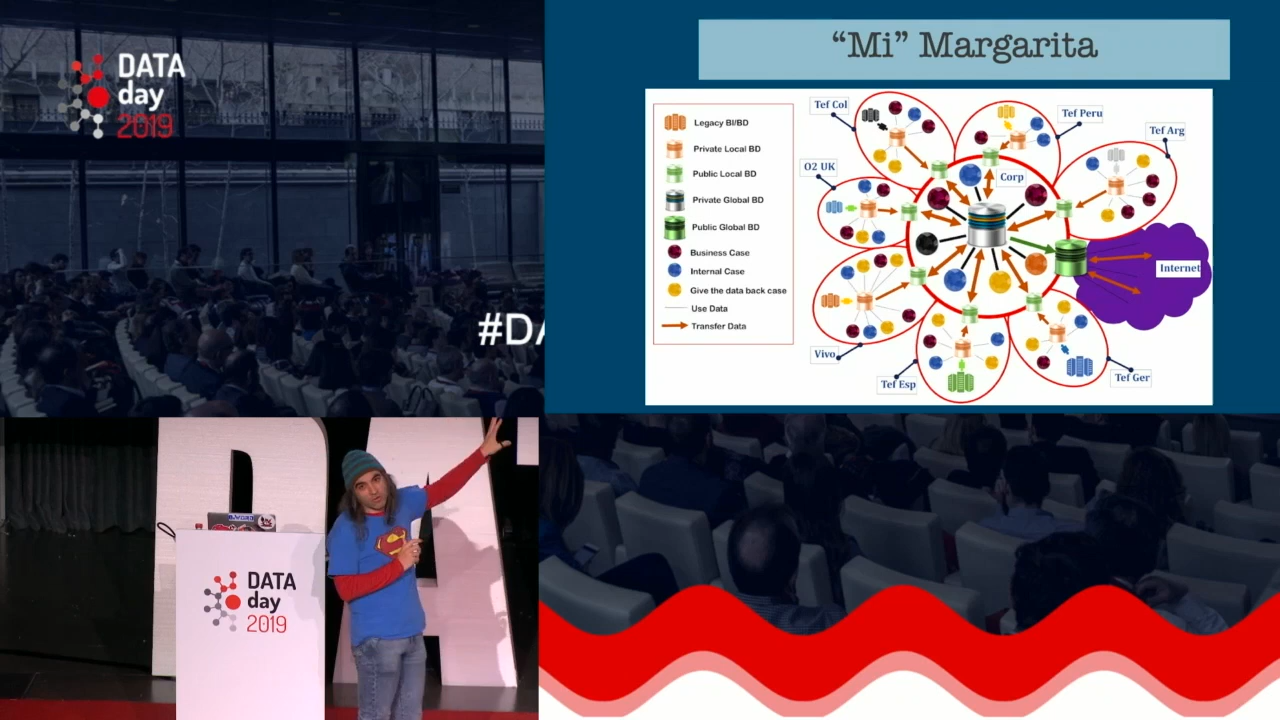 DATA
day
2019
#DA
“Mi” Margarita
Legacy BI/BD
Private Local BD
Public Local BD
Private Global BD
Public Global BD
Business Case
Internal Case
Give the data back case
Use Data
Transfer Data
Tef Col
Tef Peru
Tef Arg
O2 UK
Corp
Internet
Vivo
Tef Esp
Tef Ger
DA
DATA
day
2019